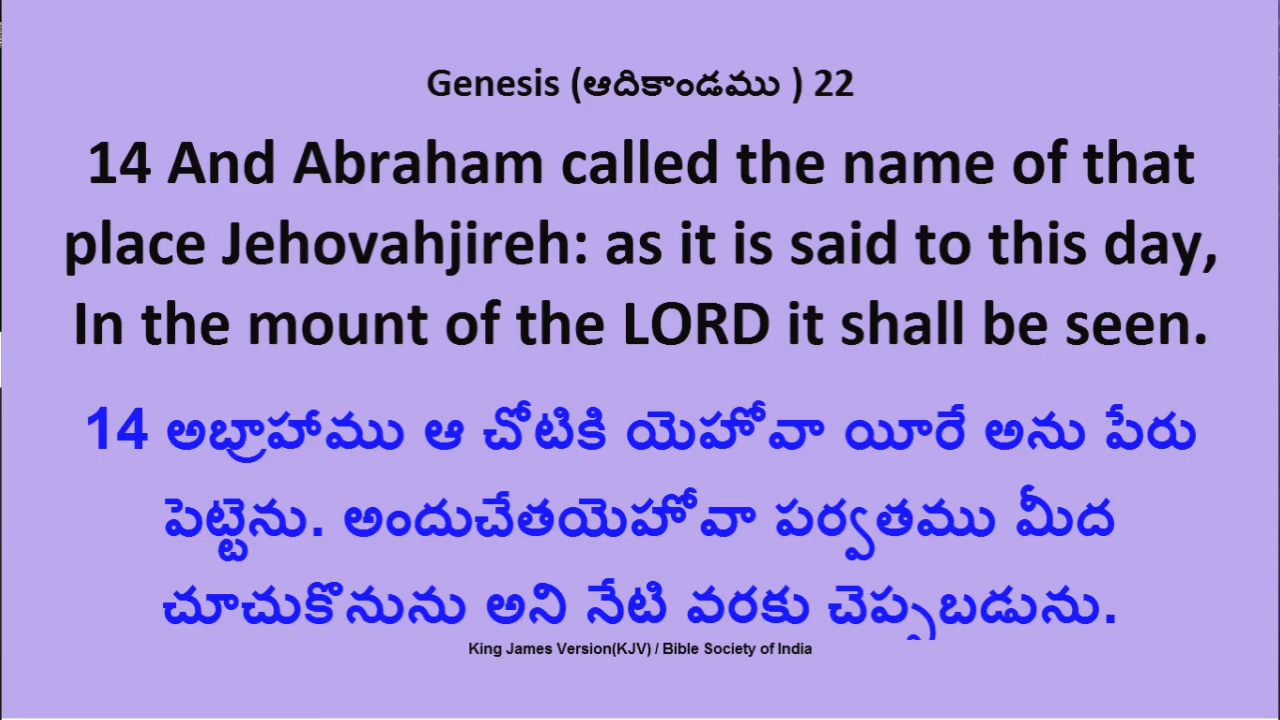 Genesis (ఆదికాండము ) 22
14 And Abraham called the name of that
place Jehovahjireh: as it is said to this day,
In the mount of the LORD it shall be seen.
14 అబ్రాహాము ఆ చోటికి యెహోవా యీరే అను పేరు
పెట్టెను. అందుచేతయెహోవా పర్వతము మీద
చూచుకొనును అని నేటి వరకు చెప్పబడును.
King James Version(KJV) / Bible Society of India